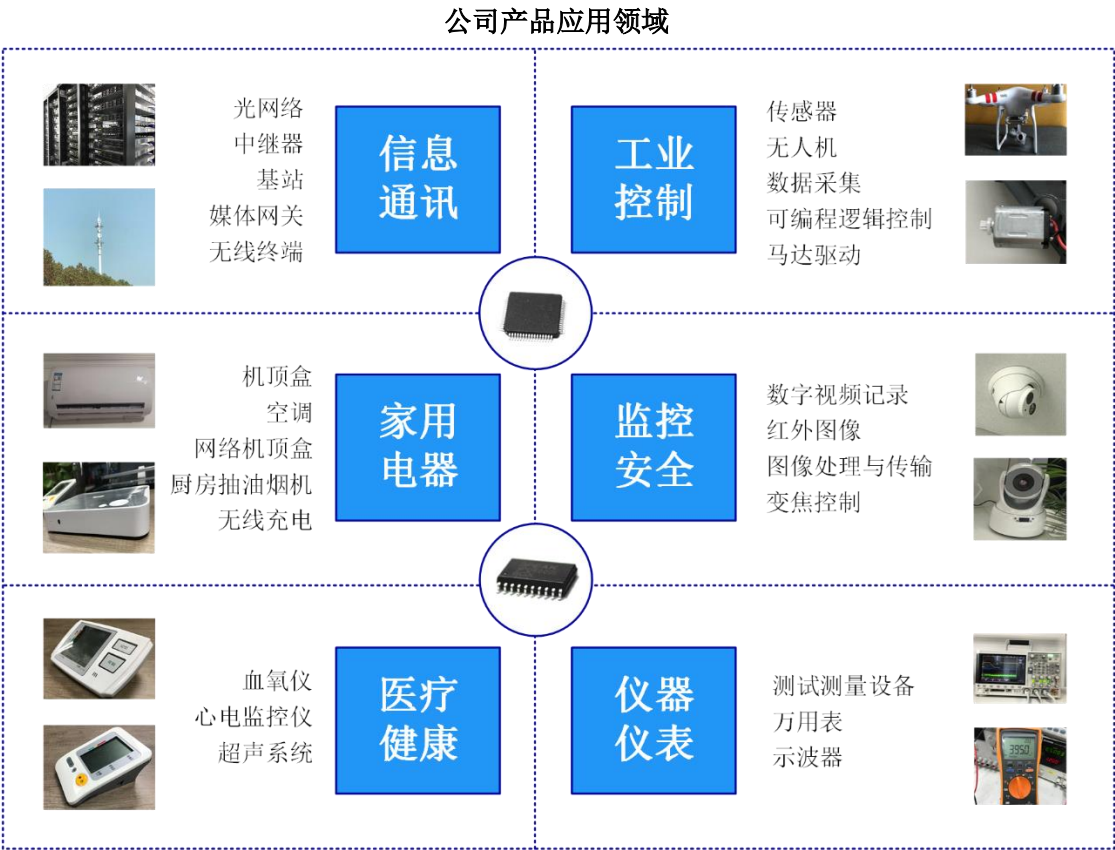 公司产品应用领域
光网络
中继器
基站
媒体网关
无线终端
信息
通讯
工业
控制
传感器
无人机
数据采集
可编程逻辑控制
马达驱动
机顶盒
空调
网络机顶盒
厨房抽油烟机
无线充电
家用
电器
监控
安全
数字视频记录
红外图像
图像处理与传输
变焦控制
血氧仪
心电监控仪
超声系统
医疗
健康
仪器
仪表
测试测量设备
万用表
示波器